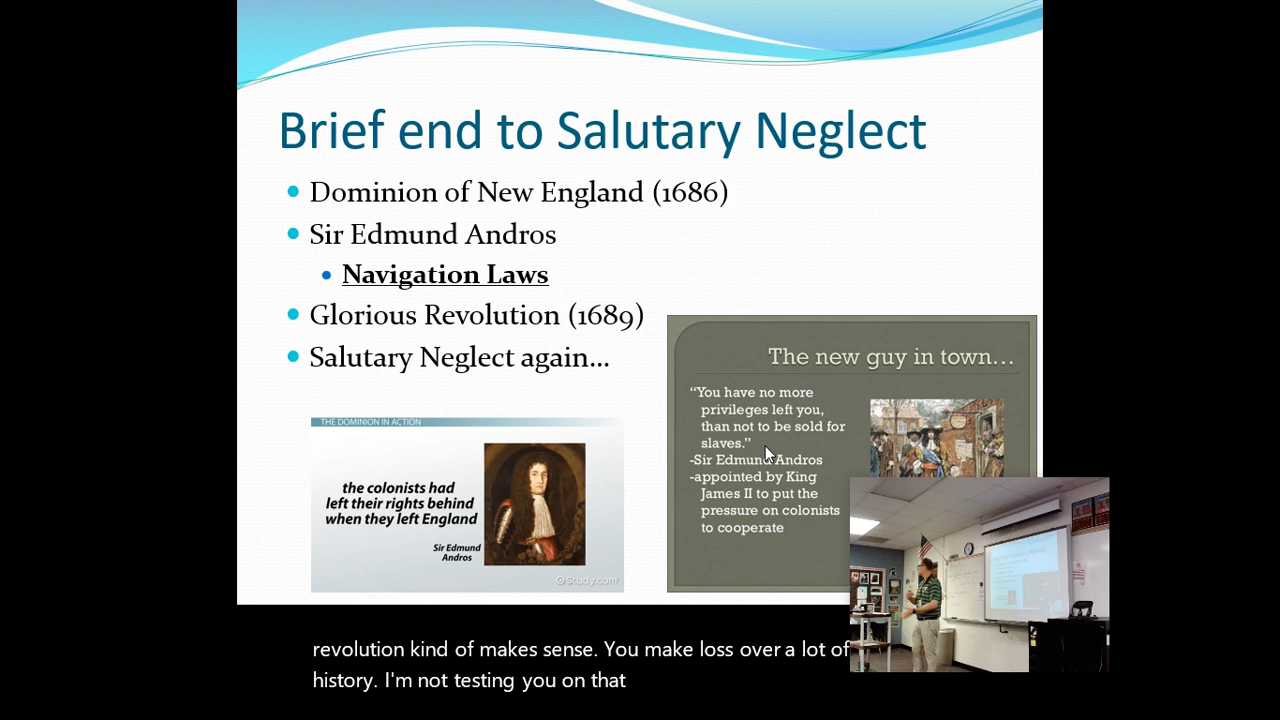 Brief end to Salutary Neglect
Dominion of New England (1686)
Sir Edmund Andros
Navigation Laws
Glorious Revolution (1689)
Salutary Neglect again...
THE DOMINION IN ACTION
the colonists had
left their rights behind
when they left England
Sir Edmund
Andros
©Study.com
The new guy in town...
“You have no more
privileges left you,
than not to be sold for
slaves.”
-Sir Edmund Andros
-appointed by King
James II to put the
pressure on colonists
to cooperate
revolution kind of makes sense. You make loss over a lot of
history. I'm not testing you on that